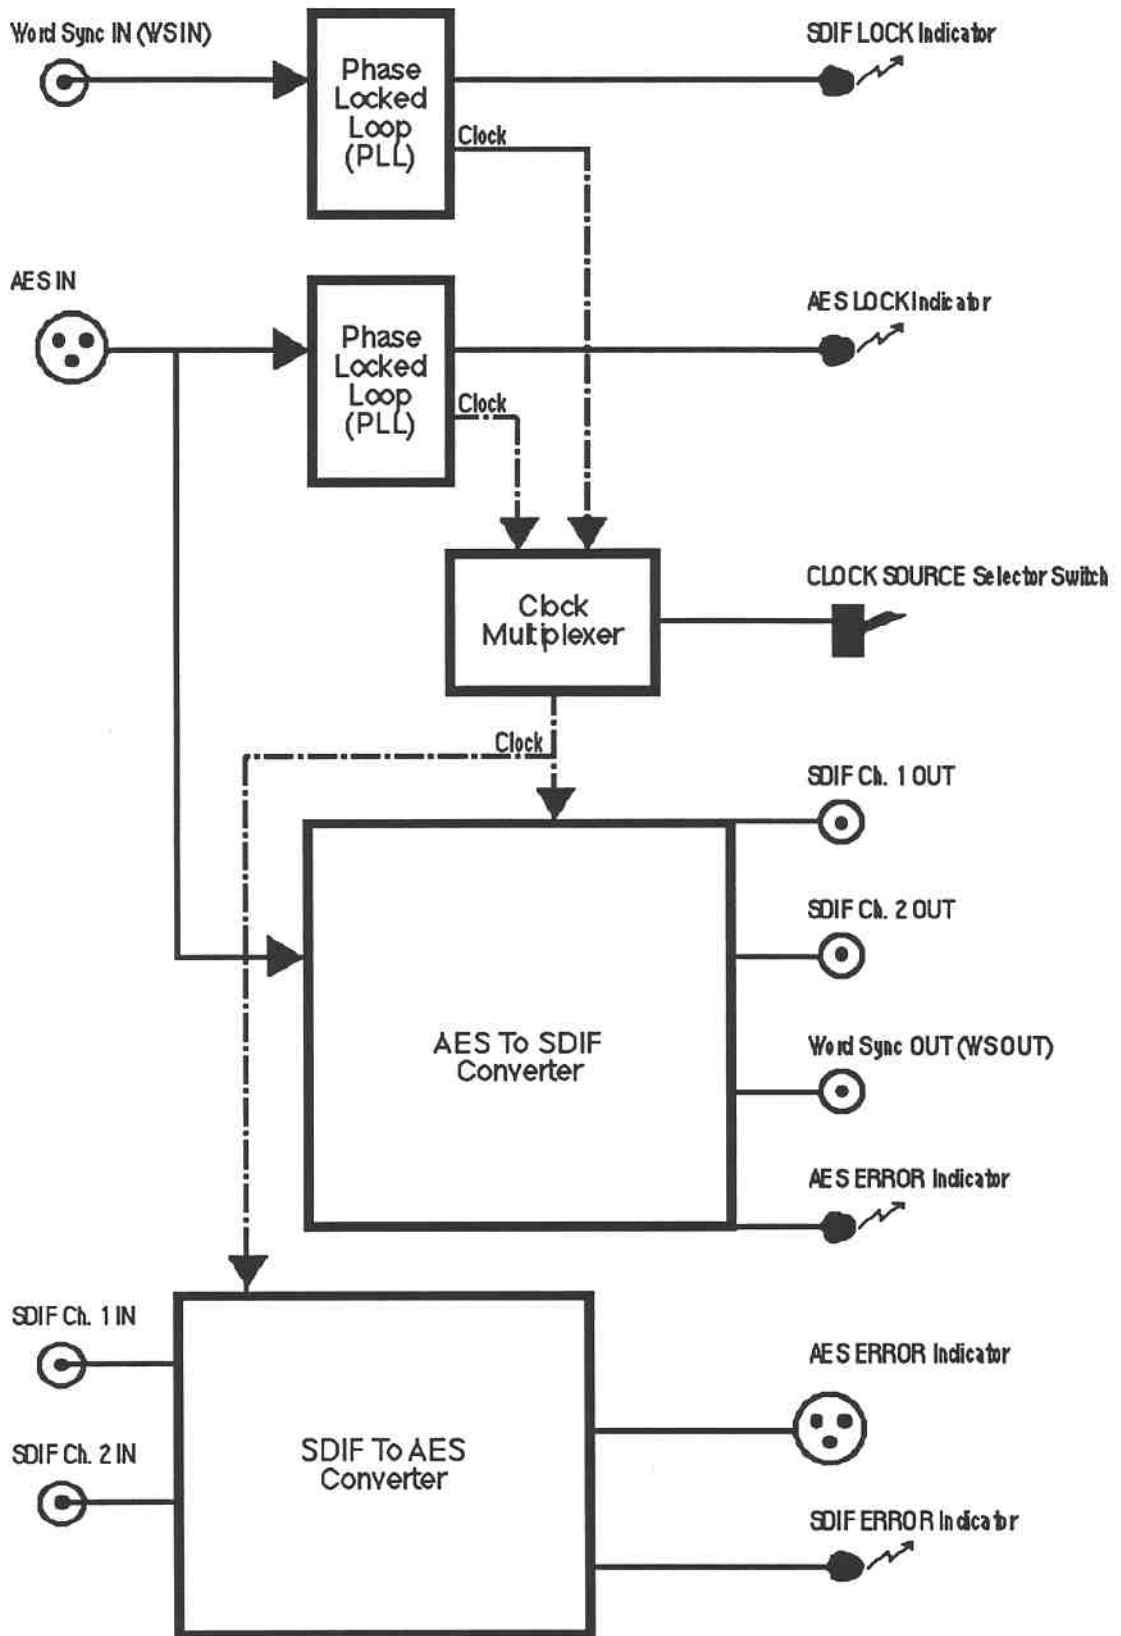 Word Sync IN (WSIN)
SDIF LOCK Indicator
Phase
Locked
Loop
(PLL)
Clock
AES IN
AES LOCK Indicator
Phase
Locked
Loop
(PLL)
Clock
Clock
Multiplexer
CLOCK SOURCE Selector Switch
Clock
SDIF Ch. 1 OUT
SDIF Ch. 2 OUT
AES To SDIF
Converter
Word Sync OUT (WSOUT)
AES ERROR Indicator
SDIF Ch. 1 IN
AES ERROR Indicator
SDIF Ch. 2 IN
SDIF To AES
Converter
SDIF ERROR Indicator